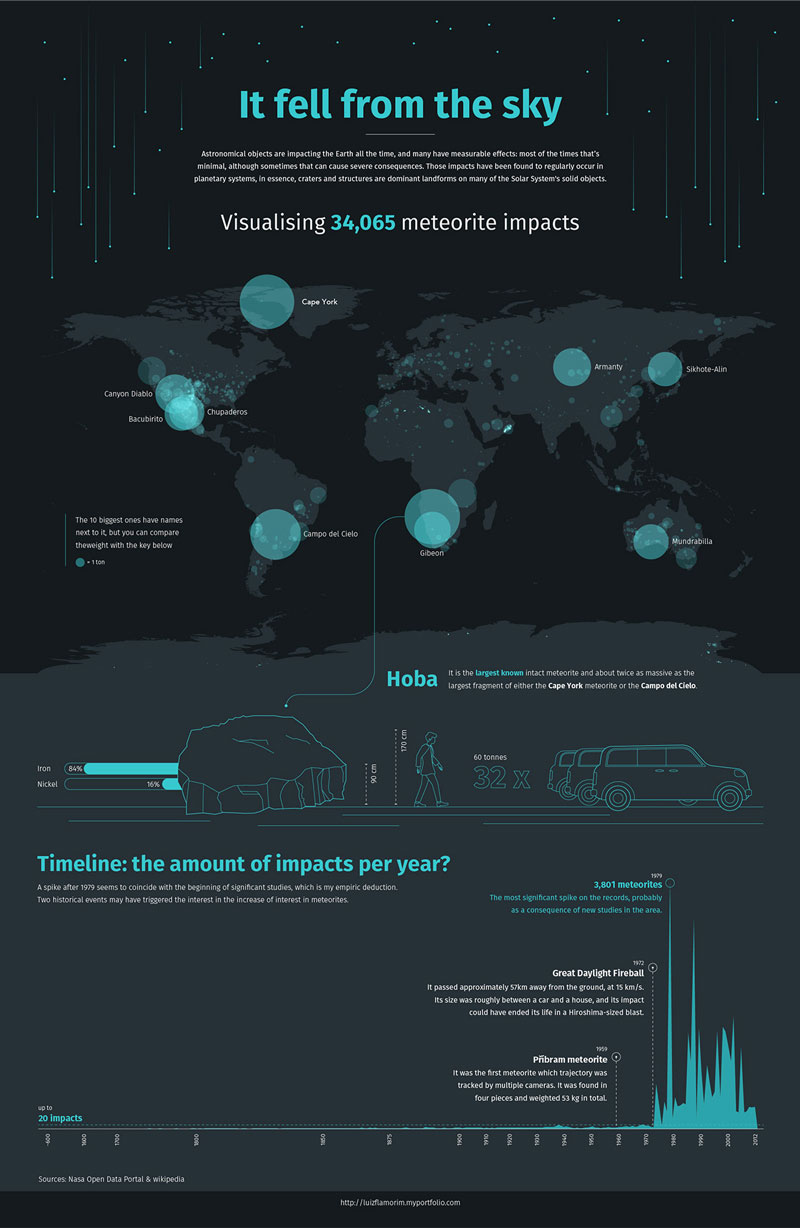 It fell from the sky
Astronomical objects are impacting the Earth all the time, and many have measurable effects: most of the times that's
minimal, although sometimes that can cause severe consequences. Those impacts have been found to regularly occur in
planetary systems, in essence, craters and structures are dominant landforms on many of the Solar System's solid objects.
Visualising 34,065 meteorite impacts
Cape York
Armanty
Sikhote-Alin
Canyon Diablo
Chupaderos
Bacubirito
The 10 biggest ones have names
next to it, but you can compare
theweight with the key below
= 1 ton
Campo del Cielo
Gibeon
Mundrabilla
Hoba
It is the largest known intact meteorite and about twice as massive as the
largest fragment of either the Cape York meteorite or the Campo del Cielo.
Iron 84%
Nickel 16%
90 cm
170 cm
60 tonnes
32 x
Timeline: the amount of impacts per year?
A spike after 1979 seems to coincide with the beginning of significant studies, which is my empiric deduction.
Two historical events may have triggered the interest in the increase of interest in meteorites.
1979
3,801 meteorites
The most significant spike on the records, probably
as a consequence of new studies in the area.
1972
Great Daylight Fireball
It passed approximately 57km away from the ground, at 15 km/s.
Its size was roughly between a car and a house, and its impact
could have ended its life in a Hiroshima-sized blast.
1959
Příbram meteorite
It was the first meteorite which trajectory was
tracked by multiple cameras. It was found in
four pieces and weighted 53 kg in total.
up to
20 impacts
-600 1600 1700 1800 1850 1875 1900 1910 1920 1930 1940 1950 1960 1970 1980 1990 2000 2012
Sources: Nasa Open Data Portal & wikipedia
http://luizflamorim.myportfolio.com